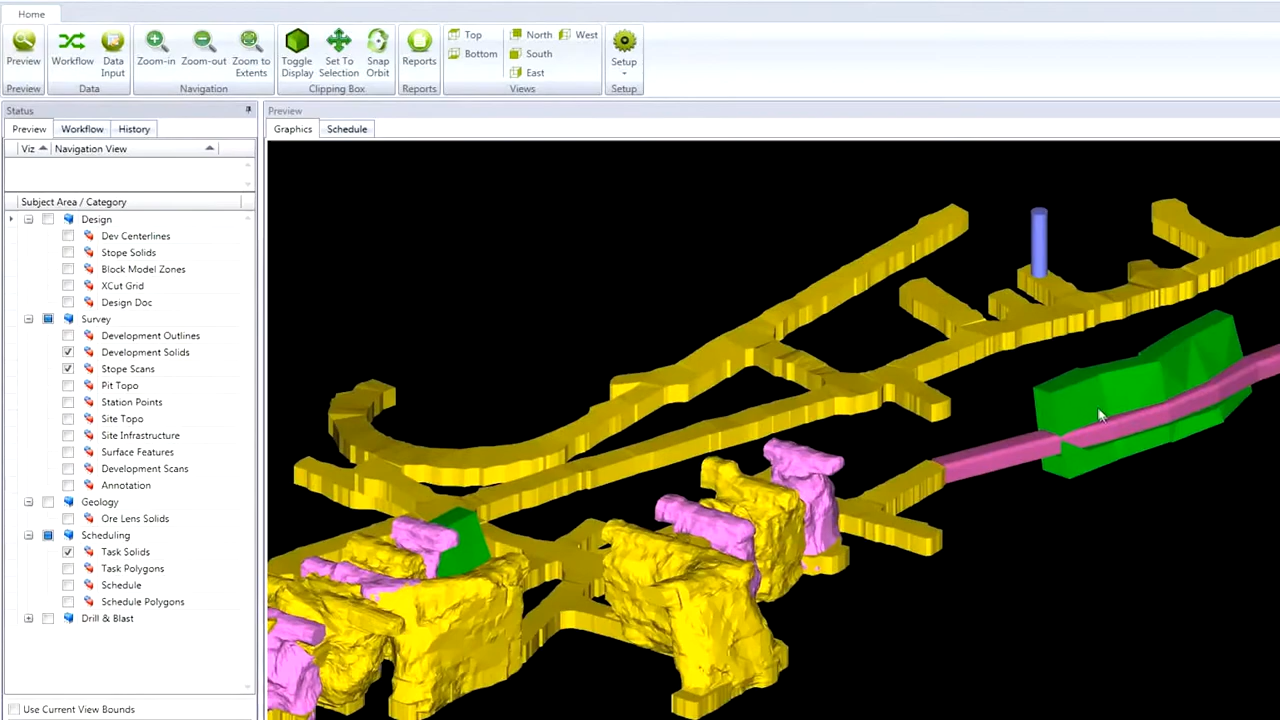 Home
Preview
Workflow
Data Input
Zoom-in
Zoom-out
Zoom to Extents
Toggle Display
Set To Selection
Snap Orbit
Reports
Top
Bottom
North
South
East
West
Setup
Preview
Data
Navigation
Clipping Box
Reports
Views
Setup
Status
Preview
Workflow
History
Viz
Navigation View
Subject Area / Category
Design
Dev Centerlines
Stope Solids
Block Model Zones
XCut Grid
Design Doc
Survey
Development Outlines
Development Solids
Stope Scans
Pit Topo
Station Points
Site Topo
Site Infrastructure
Surface Features
Development Scans
Annotation
Geology
Ore Lens Solids
Scheduling
Task Solids
Task Polygons
Schedule
Schedule Polygons
Drill & Blast
Use Current View Bounds
Preview
Graphics
Schedule